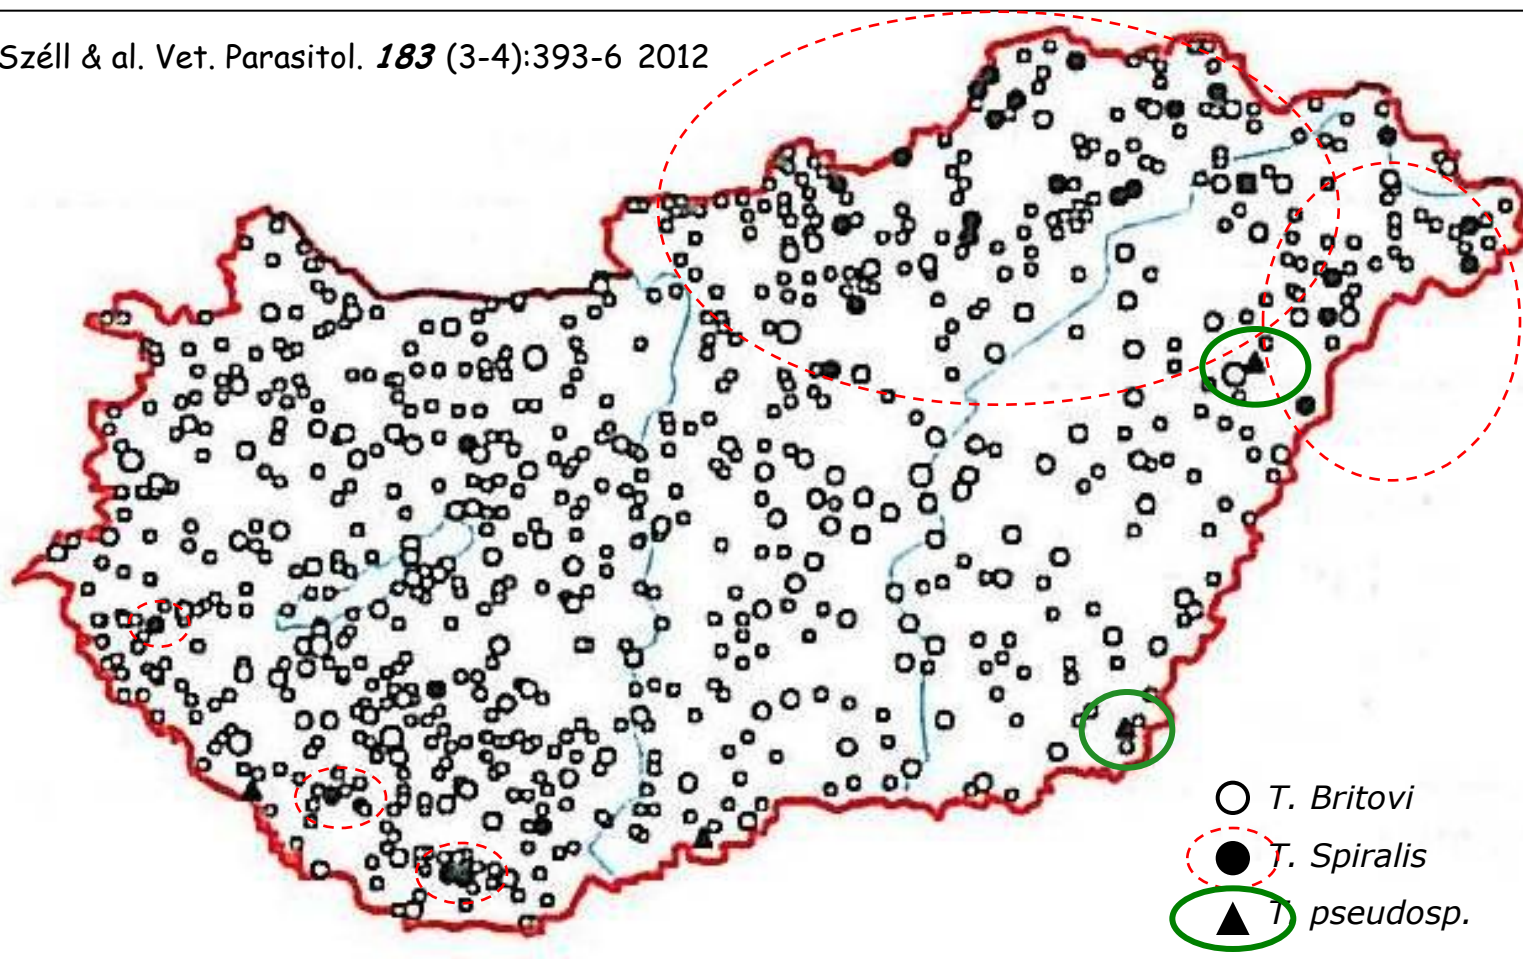 Széll & al. Vet. Parasitol. 183 (3-4):393-6 2012
T. Britovi
T. Spiralis
T. pseudosp.